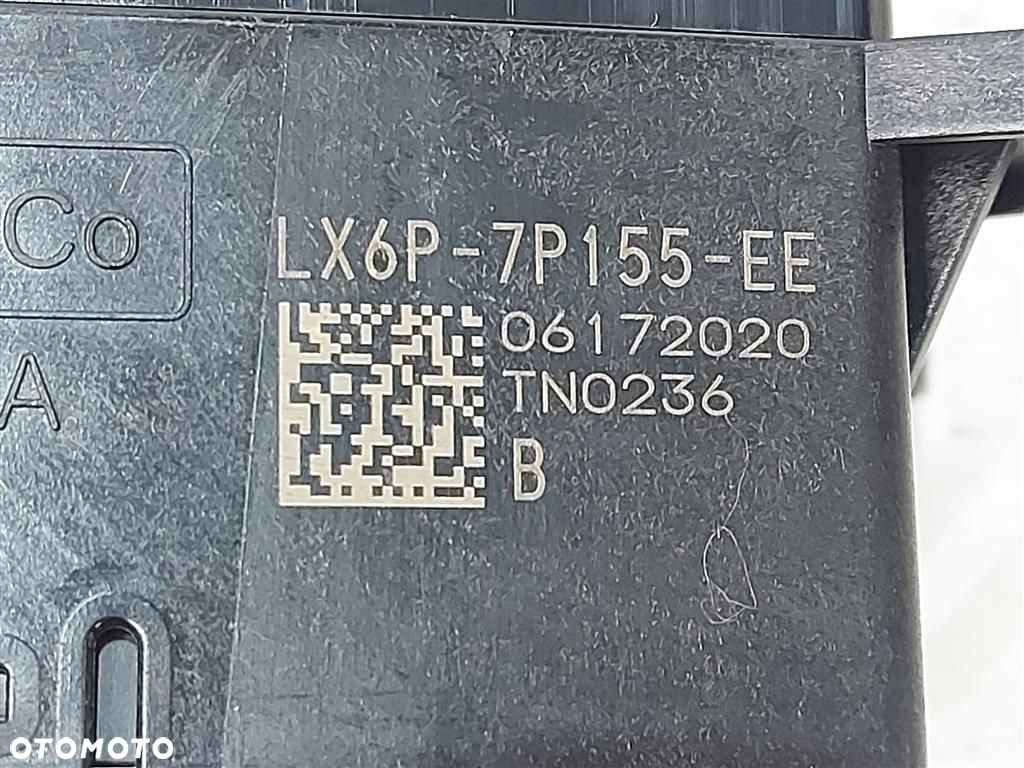 Co
LX6P-7P155-EE
06172020
TN0236
A
B
OTOMOTO